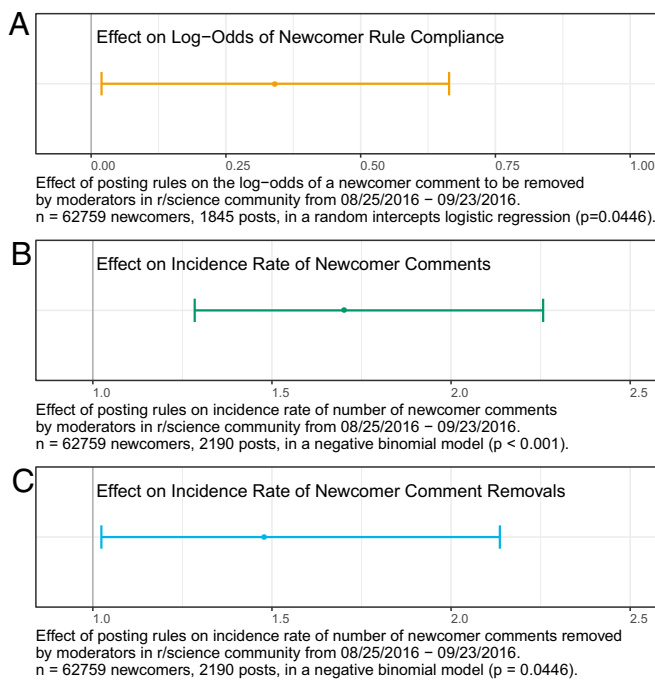 A
Effect on Log−Odds of Newcomer Rule Compliance
0.00 0.25 0.50 0.75 1.00
Effect of posting rules on the log−odds of a newcomer comment to be removed
by moderators in r/science community from 08/25/2016 − 09/23/2016.
n = 62759 newcomers, 1845 posts, in a random intercepts logistic regression (p=0.0446).
B
Effect on Incidence Rate of Newcomer Comments
1.0 1.5 2.0 2.5
Effect of posting rules on incidence rate of number of newcomer comments
by moderators in r/science community from 08/25/2016 − 09/23/2016.
n = 62759 newcomers, 2190 posts, in a negative binomial model (p < 0.001).
C
Effect on Incidence Rate of Newcomer Comment Removals
1.0 1.5 2.0 2.5
Effect of posting rules on incidence rate of number of newcomer comments removed
by moderators in r/science community from 08/25/2016 − 09/23/2016.
n = 62759 newcomers, 2190 posts, in a negative binomial model (p = 0.0446).